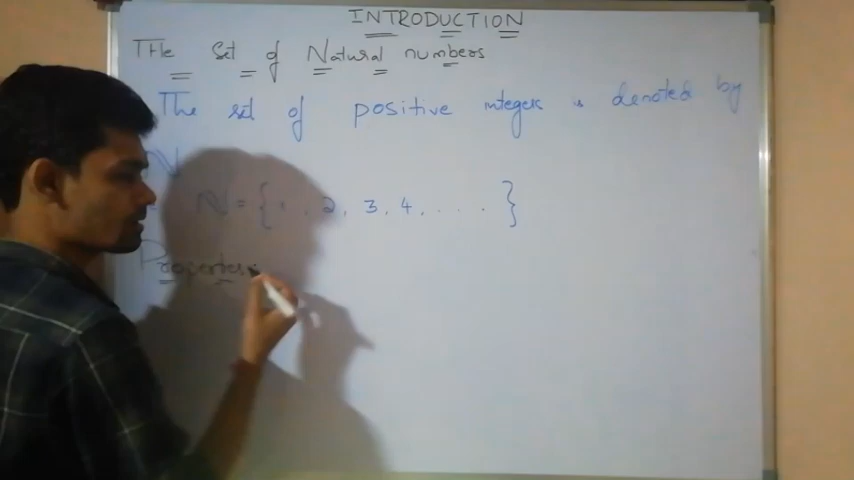 INTRODUCTION
THe Set of Natural numbers
The set of positive integers is denoted by
ℕ
ℕ = {1, 2, 3, 4, ..... }
Properties